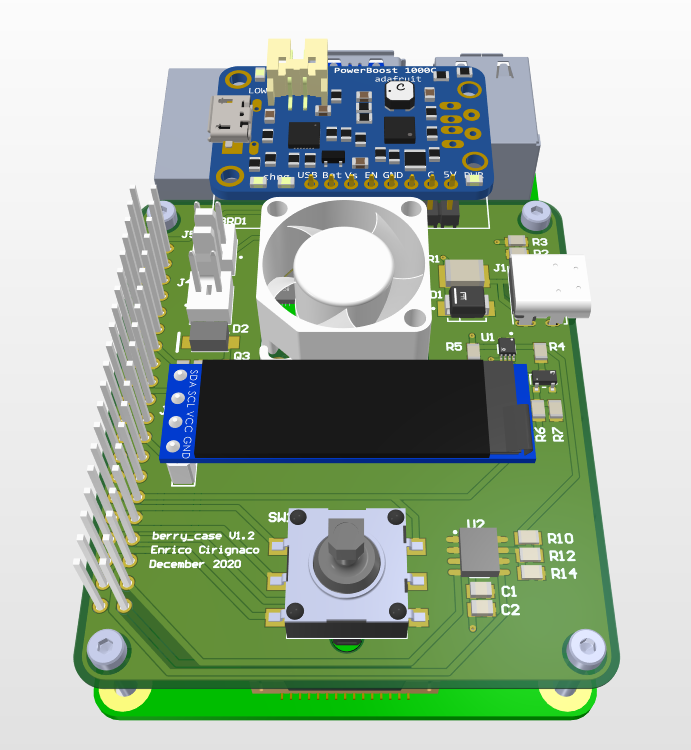 PowerBoost 1000C
adafruit
LOW
chng USB Bat Vs EN GND G 5V PWR
J5
R3
R2
J1
R1
D1
D2
U1
R5
R4
Q3
SDA SCL VCC GND
R6
R7
SW
U2
berry_case V1.2
Enrico Cirignaco
December 2020
R10
R12
R14
C1
C2